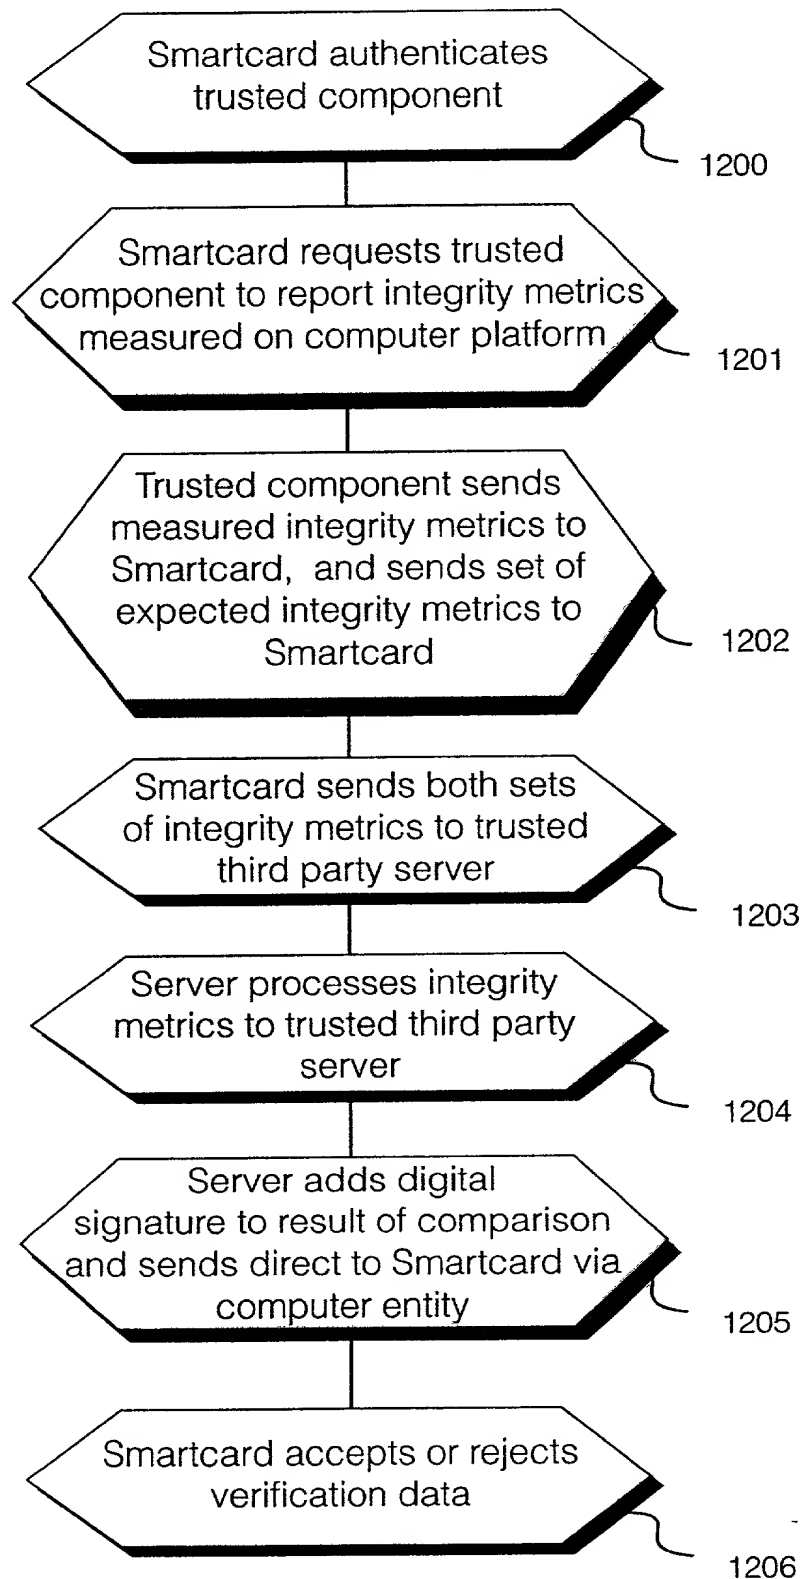 Smartcard authenticates
trusted component
1200
Smartcard requests trusted
component to report integrity metrics
measured on computer platform
1201
Trusted component sends
measured integrity metrics to
Smartcard, and sends set of
expected integrity metrics to
Smartcard
1202
Smartcard sends both sets
of integrity metrics to trusted
third party server
1203
Server processes integrity
metrics to trusted third party
server
1204
Server adds digital
signature to result of comparison
and sends direct to Smartcard via
computer entity
1205
Smartcard accepts or rejects
verification data
1206